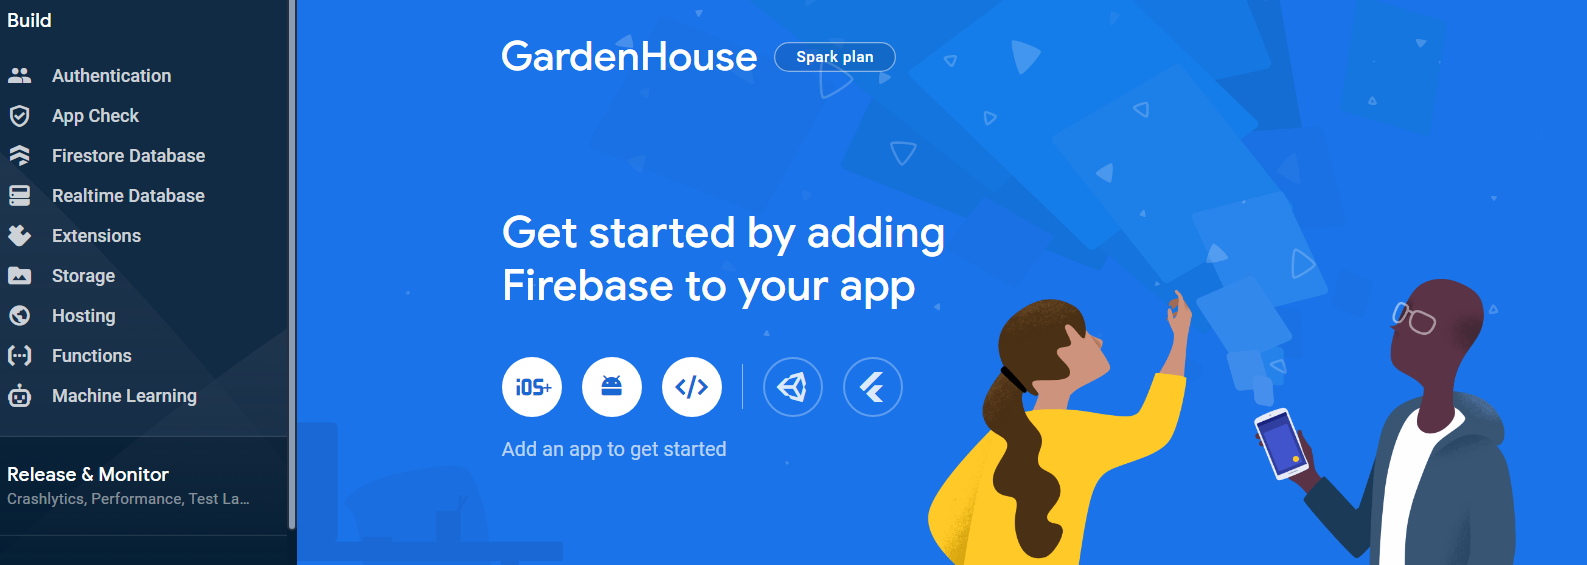 Build
Authentication
App Check
Firestore Database
Realtime Database
Extensions
Storage
Hosting
Functions
Machine Learning
Release & Monitor
Crashlytics, Performance, Test La...
GardenHouse
Spark plan
Get started by adding
Firebase to your app
iOS+
Add an app to get started